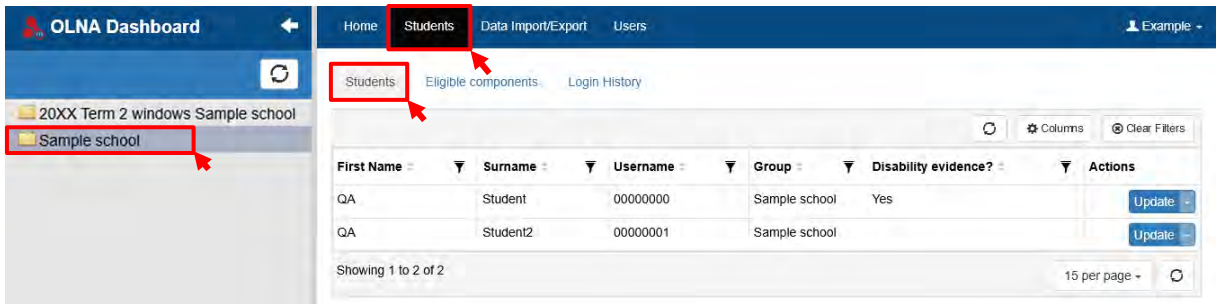 OLNA Dashboard
20XX Term 2 windows Sample school
Sample school
Home Students Data Import/Export Users Example
Students Eligible components Login History
Columns Clear Filters
First Name Surname Username Group Disability evidence? Actions
QA Student 00000000 Sample school Yes Update
QA Student2 00000001 Sample school Update
Showing 1 to 2 of 2
15 per page